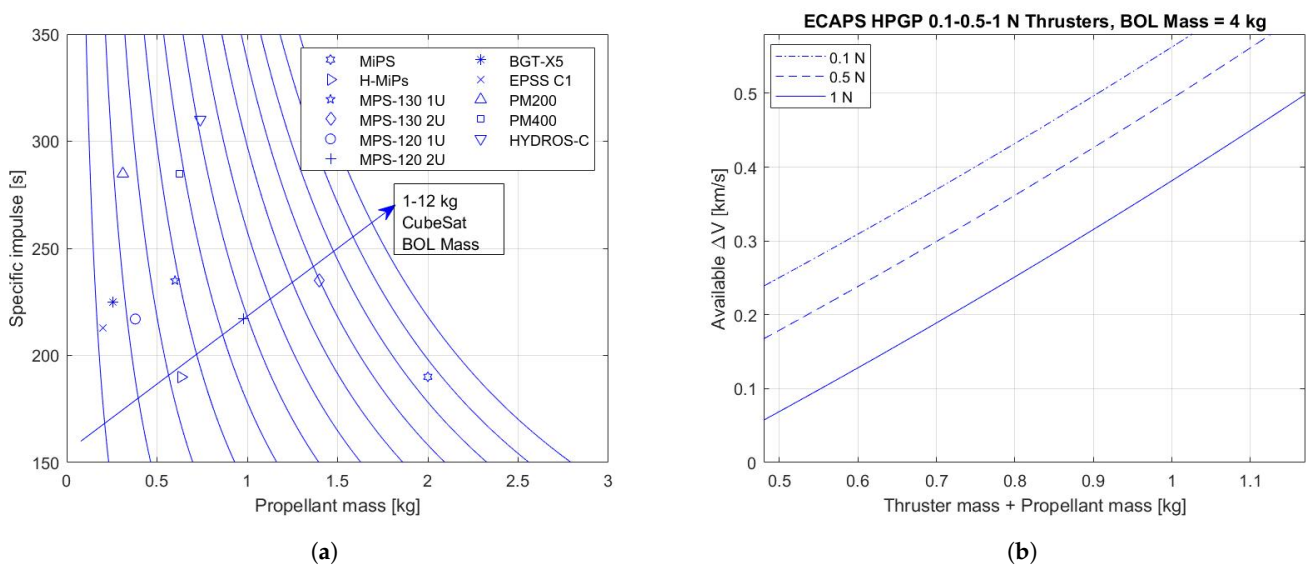 350
300
250
200
150
Specific impulse [s]
MiPS
H-MiPs
MPS-130 1U
MPS-130 2U
MPS-120 1U
MPS-120 2U
BGT-X5
EPSS C1
PM200
PM400
HYDROS-C
1-12 kg
CubeSat
BOL Mass
0 0.5 1 1.5 2 2.5 3
Propellant mass [kg]
(a)
ECAPS HPGP 0.1-0.5-1 N Thrusters, BOL Mass = 4 kg
0.1 N
0.5 N
1 N
0.5
0.4
0.3
0.2
0.1
0
Available ΔV [km/s]
0.5 0.6 0.7 0.8 0.9 1 1.1
Thruster mass + Propellant mass [kg]
(b)